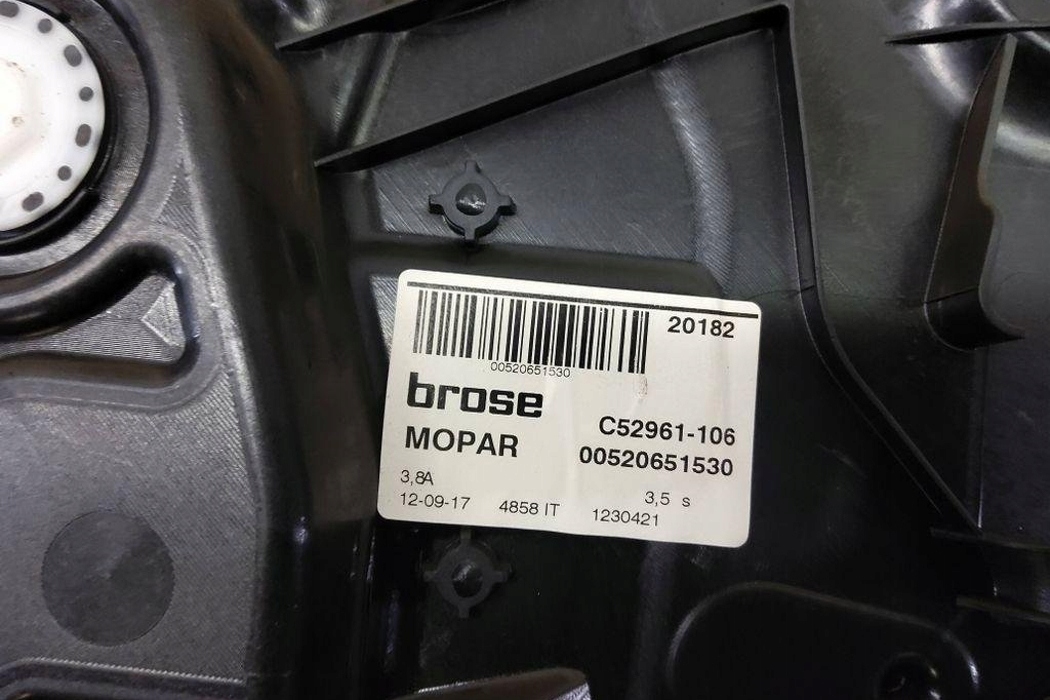 20182
00520651530
brose
C52961-106
MOPAR
00520651530
3,8A
3,5 s
12-09-17 4858 IT 1230421